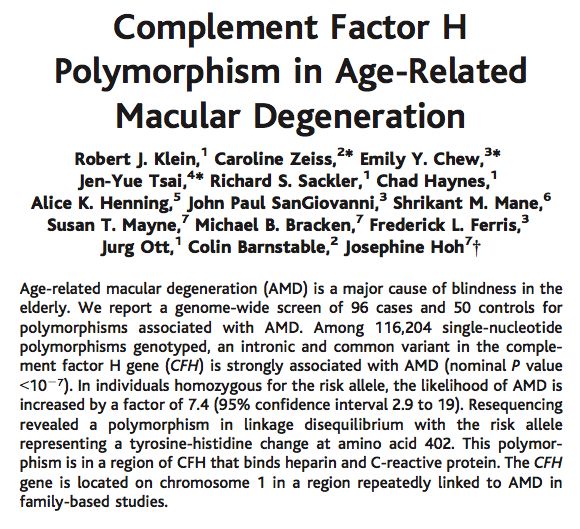 Complement Factor H
Polymorphism in Age-Related
Macular Degeneration
Robert J. Klein,¹ Caroline Zeiss,²* Emily Y. Chew,³*
Jen-Yue Tsai,⁴* Richard S. Sackler,¹ Chad Haynes,¹
Alice K. Henning,⁵ John Paul SanGiovanni,³ Shrikant M. Mane,⁶
Susan T. Mayne,⁷ Michael B. Bracken,⁷ Frederick L. Ferris,³
Jurg Ott,¹ Colin Barnstable,² Josephine Hoh⁷†
Age-related macular degeneration (AMD) is a major cause of blindness in the
elderly. We report a genome-wide screen of 96 cases and 50 controls for
polymorphisms associated with AMD. Among 116,204 single-nucleotide
polymorphisms genotyped, an intronic and common variant in the comple-
ment factor H gene (CFH) is strongly associated with AMD (nominal P value
<10⁻⁷). In individuals homozygous for the risk allele, the likelihood of AMD is
increased by a factor of 7.4 (95% confidence interval 2.9 to 19). Resequencing
revealed a polymorphism in linkage disequilibrium with the risk allele
representing a tyrosine-histidine change at amino acid 402. This polymor-
phism is in a region of CFH that binds heparin and C-reactive protein. The CFH
gene is located on chromosome 1 in a region repeatedly linked to AMD in
family-based studies.